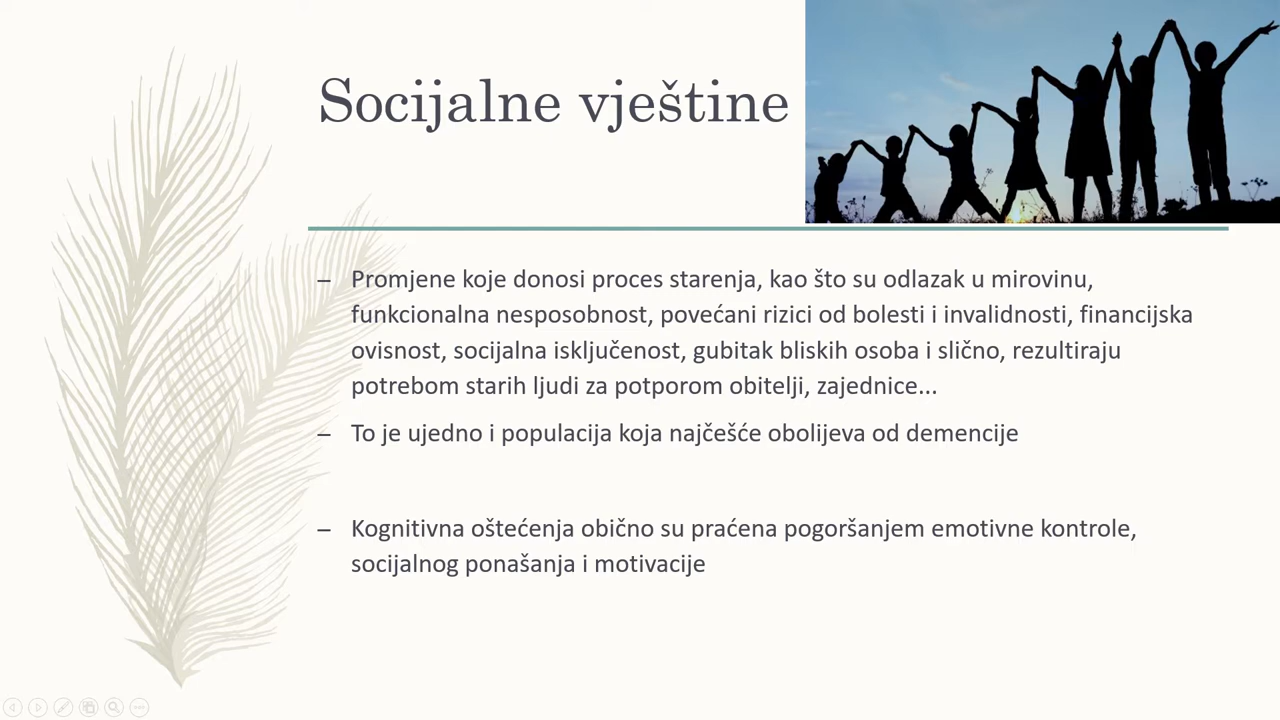 Socijalne vještine
– Promjene koje donosi proces starenja, kao što su odlazak u mirovinu,
funkcionalna nesposobnost, povećani rizici od bolesti i invalidnosti, financijska
ovisnost, socijalna isključenost, gubitak bliskih osoba i slično, rezultiraju
potrebom starih ljudi za potporom obitelji, zajednice...
– To je ujedno i populacija koja najčešće obolijeva od demencije
– Kognitivna oštećenja obično su praćena pogoršanjem emotivne kontrole,
socijalnog ponašanja i motivacije